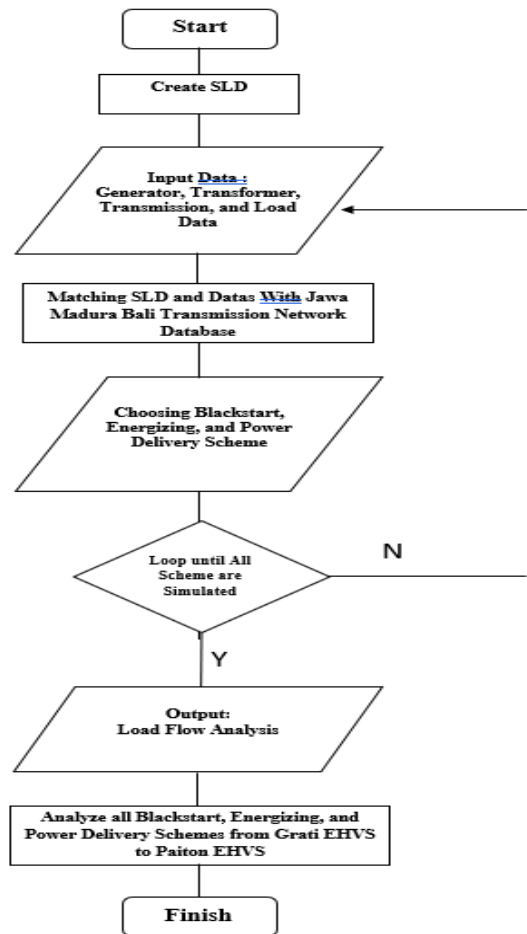 Start
Create SLD
Input Data :
Generator, Transformer,
Transmission, and Load
Data
Matching SLD and Datas With Jawa
Madura Bali Transmission Network
Database
Choosing Blackstart,
Energizing, and Power
Delivery Scheme
Loop until All
Scheme are
Simulated
N
Y
Output:
Load Flow Analysis
Analyze all Blackstart, Energizing, and
Power Delivery Schemes from Grati EHVS
to Paiton EHVS
Finish